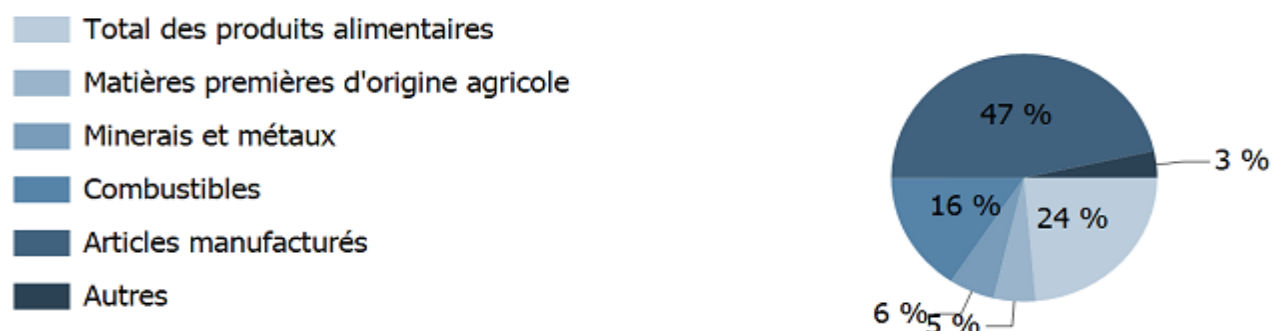 Total des produits alimentaires
Matières premières d'origine agricole
Minerais et métaux
Combustibles
Articles manufacturés
Autres
47 %
3 %
16 %
24 %
6 %
5 %